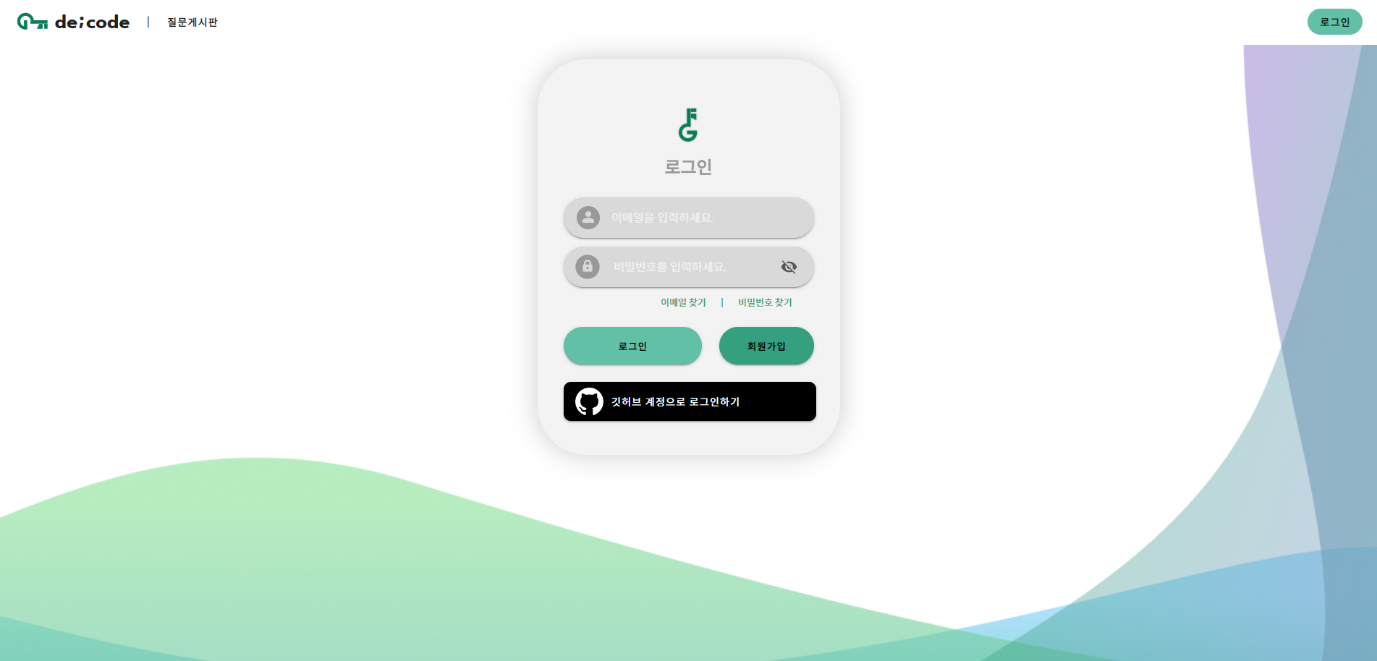 de;code | 질문게시판
로그인
로그인
이메일을 입력하세요.
비밀번호를 입력하세요.
이메일 찾기 | 비밀번호 찾기
로그인
회원가입
깃허브 계정으로 로그인하기